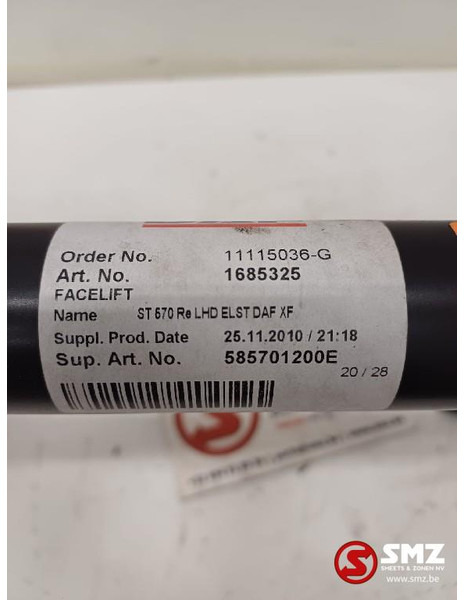 Order No. 11115036-G
Art. No. 1685325
FACELIFT
Name ST 570 Re LHD ELST DAF XF
Suppl. Prod. Date 25.11.2010 / 21:18
Sup. Art. No. 585701200E
20 / 28
SMZ
SHEETS & ZONEN NV
www.smz.be